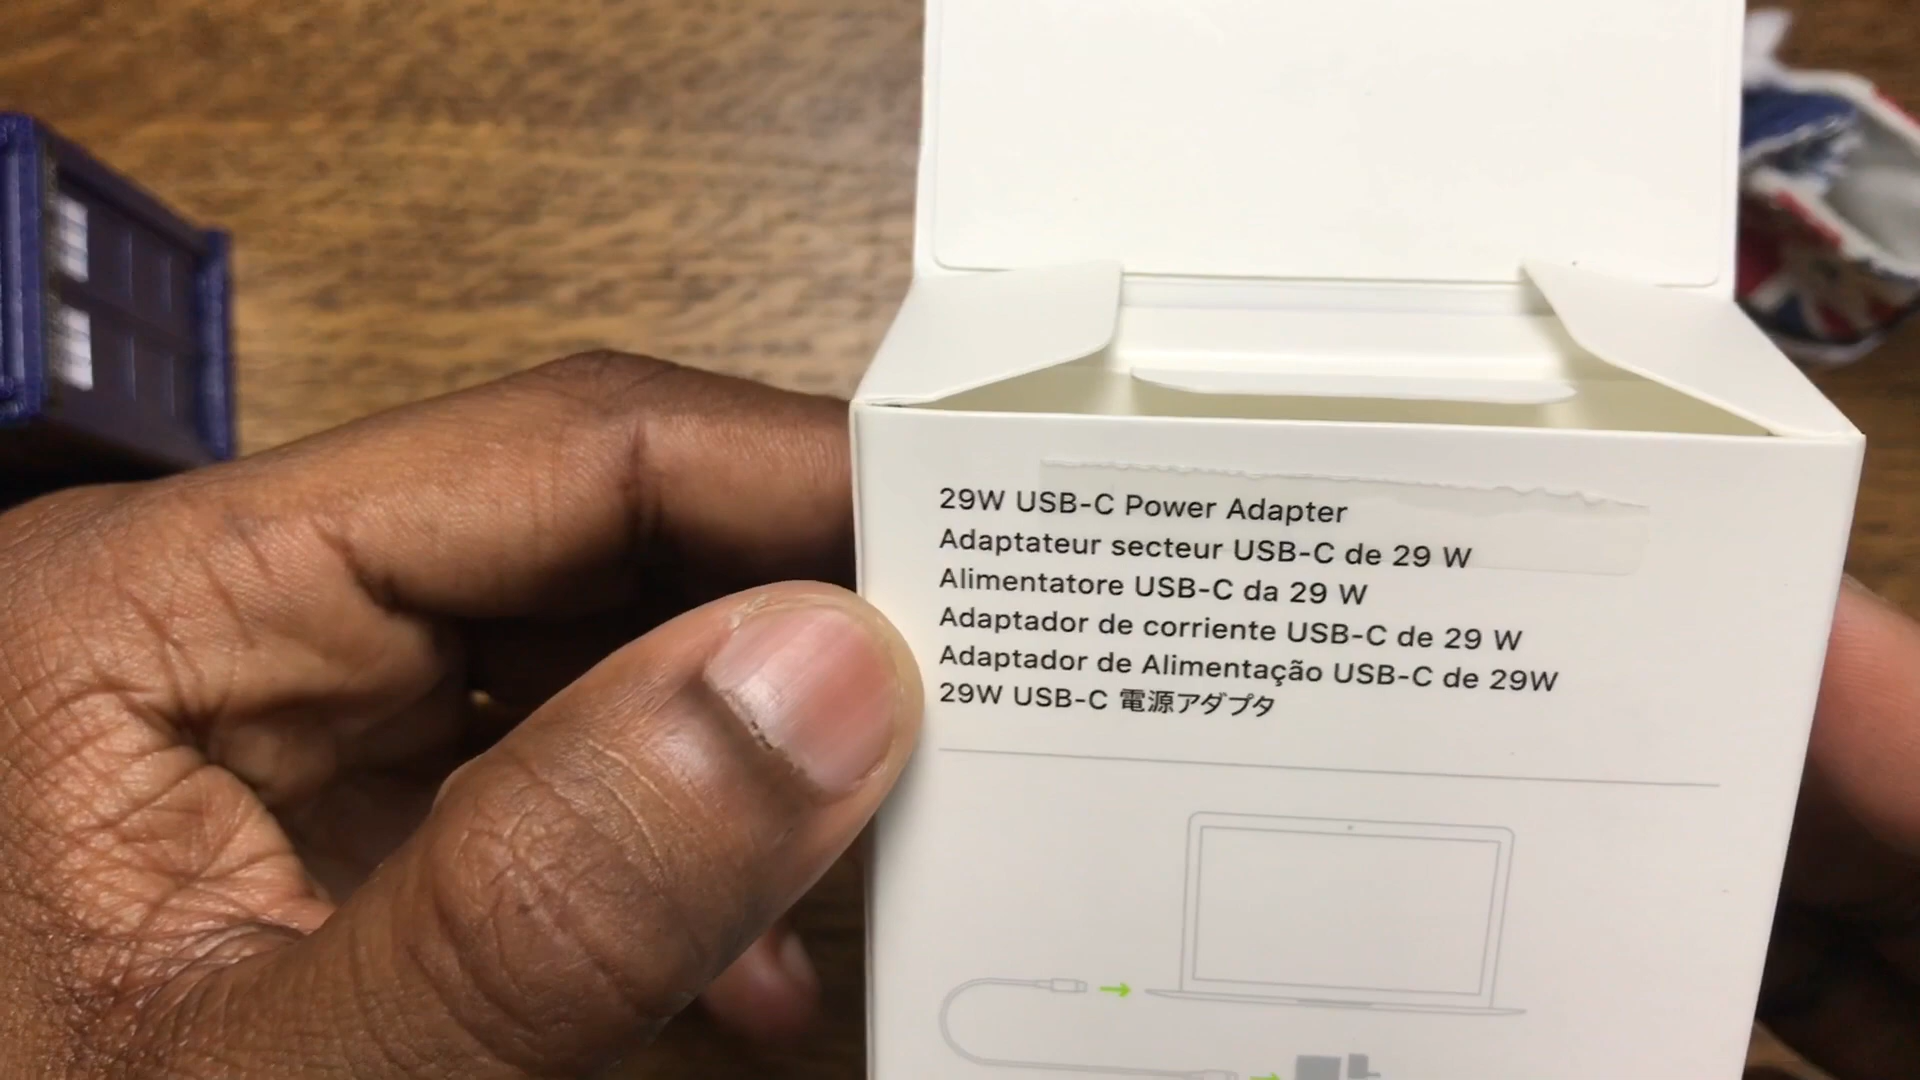 29W USB-C Power Adapter
Adaptateur secteur USB-C de 29 W
Alimentatore USB-C da 29 W
Adaptador de corriente USB-C de 29 W
Adaptador de Alimentação USB-C de 29W
29W USB-C 電源アダプタ